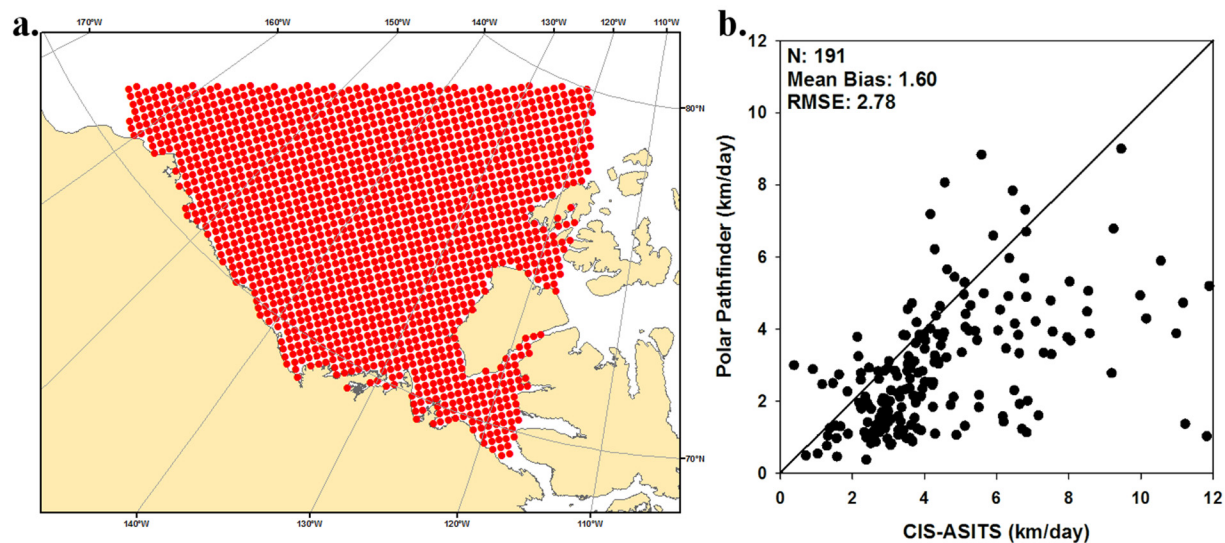 a.
170°W
160°W
150°W
140°W
130°W
120°W
110°W
80°N
70°N
140°W
130°W
120°W
110°W
b.
N: 191
Mean Bias: 1.60
RMSE: 2.78
12
10
8
6
4
2
0
Polar Pathfinder (km/day)
0 2 4 6 8 10 12
CIS-ASITS (km/day)